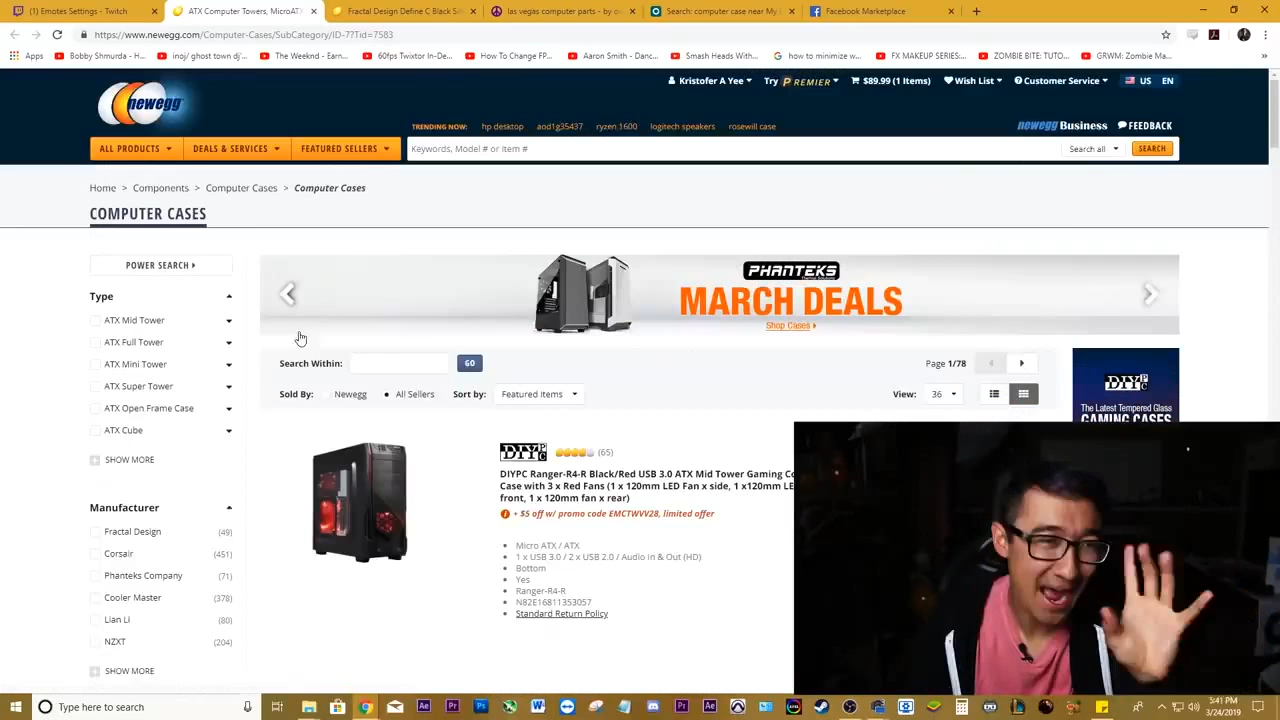 (1) Emotes Settings - Twitch
ATX Computer Towers, MicroATX
Fractal Design Define C Black Sili
las vegas computer parts - by ow
Search: computer case near My L
Facebook Marketplace
https://www.newegg.com/Computer-Cases/SubCategory/ID-7?Tid=7583
Apps
Bobby Shmurda - H...
inoj/ ghost town dj'...
The Weeknd - Earn...
60fps Twixtor In-De...
How To Change FP...
Aaron Smith - Danc...
Smash Heads With...
how to minimize w...
FX MAKEUP SERIES:...
ZOMBIE BITE: TUTO...
GRWM: Zombie Ma...
newegg
Kristofer A Yee
Try PREMIER
$89.99 (1 Items)
Wish List
Customer Service
US
EN
TRENDING NOW:
hp desktop
aod1g35437
ryzen 1600
logitech speakers
rosewill case
newegg Business
FEEDBACK
ALL PRODUCTS
DEALS & SERVICES
FEATURED SELLERS
Keywords, Model # or Item #
Search all
SEARCH
Home > Components > Computer Cases > Computer Cases
COMPUTER CASES
POWER SEARCH
Type
ATX Mid Tower
ATX Full Tower
ATX Mini Tower
ATX Super Tower
ATX Open Frame Case
ATX Cube
SHOW MORE
Manufacturer
Fractal Design (49)
Corsair (451)
Phanteks Company (71)
Cooler Master (378)
Lian Li (80)
NZXT (204)
SHOW MORE
PHANTEKS
MARCH DEALS
Shop Cases
Search Within:
GO
Page 1/78
Sold By:
Newegg
All Sellers
Sort by:
Featured Items
View:
36
DIYPC
The Latest Tempered Glass
GAMING CASES
DIYPC
(65)
DIYPC Ranger-R4-R Black/Red USB 3.0 ATX Mid Tower Gaming Co
Case with 3 x Red Fans (1 x 120mm LED Fan x side, 1 x120mm LE
front, 1 x 120mm fan x rear)
+ $5 off w/ promo code EMCTWVV28, limited offer
Micro ATX / ATX
1 x USB 3.0 / 2 x USB 2.0 / Audio In & Out (HD)
Bottom
Yes
Ranger-R4-R
N82E16811353057
Standard Return Policy
Type here to search
5:41 PM
3/24/2019